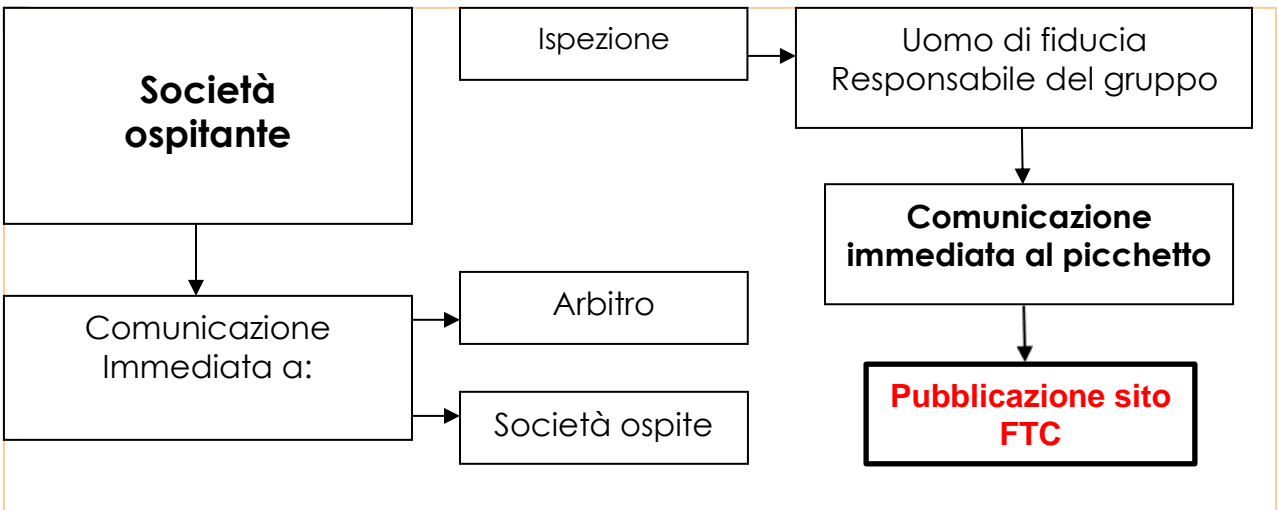 Società
ospitante
Ispezione
Uomo di fiducia
Responsabile del gruppo
Comunicazione
immediata al picchetto
Comunicazione
Immediata a:
Arbitro
Società ospite
Pubblicazione sito
FTC